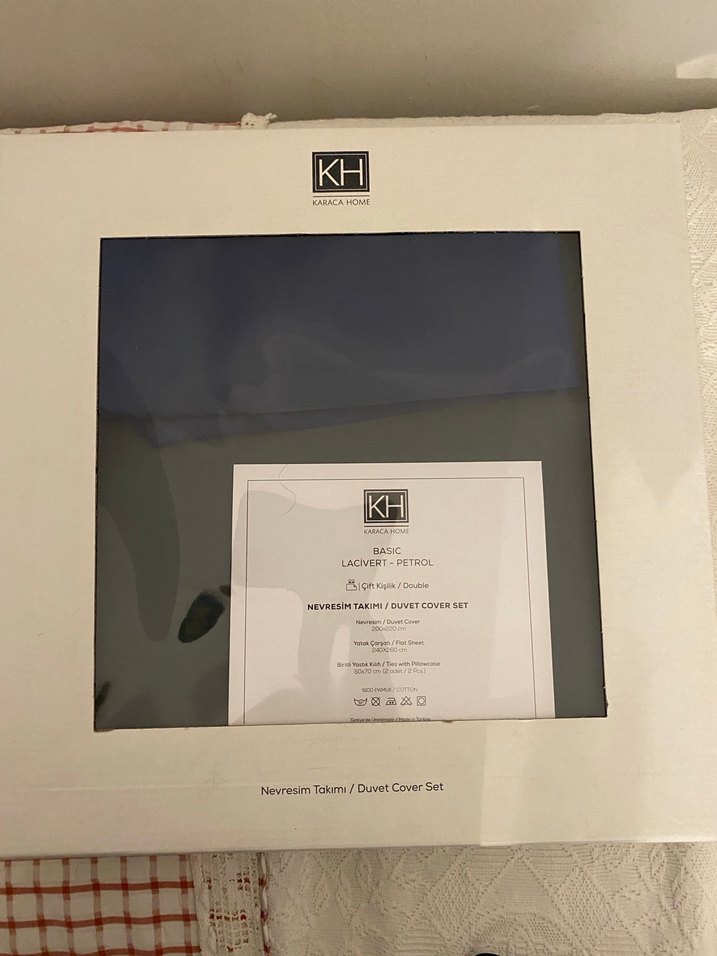 KH
KARACA HOME
KH
KARACA HOME
BASIC
LACİVERT - PETROL
Çift Kişilik / Double
NEVRESİM TAKIMI / DUVET COVER SET
Nevresim / Duvet Cover
200x220 cm
Yatak Çarşafı / Flat Sheet
240X260 cm
Biritli Yastık Kılıfı / Ties with Pillowcase
50x70 cm (2 adet / 2 Pcs.)
%100 PAMUK / COTTON
Türkiye'de Üretilmiştir / Made in Türkiye
Nevresim Takımı / Duvet Cover Set